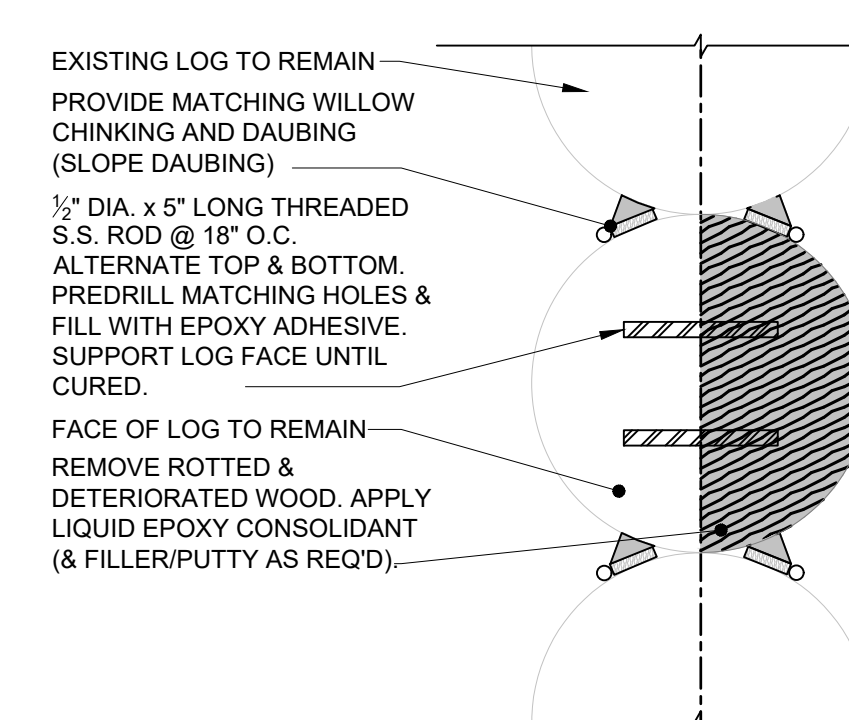 EXISTING LOG TO REMAIN
PROVIDE MATCHING WILLOW
CHINKING AND DAUBING
(SLOPE DAUBING)
½" DIA. x 5" LONG THREADED
S.S. ROD @ 18" O.C.
ALTERNATE TOP & BOTTOM.
PREDRILL MATCHING HOLES &
FILL WITH EPOXY ADHESIVE.
SUPPORT LOG FACE UNTIL
CURED.
FACE OF LOG TO REMAIN
REMOVE ROTTED &
DETERIORATED WOOD. APPLY
LIQUID EPOXY CONSOLIDANT
(& FILLER/PUTTY AS REQ'D).